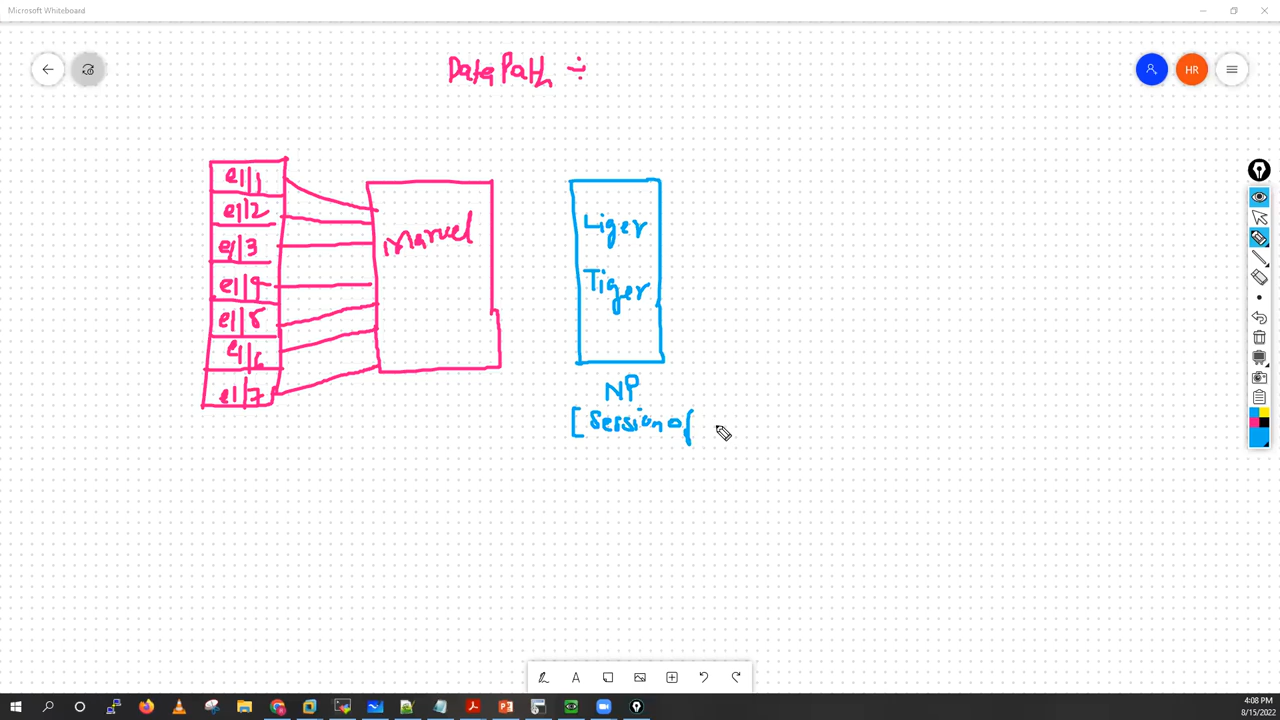 Microsoft Whiteboard
Data Path ÷
HR
e1/1
e1/2
e1/3
e1/4
e1/5
e1/6
e1/7
Marvel
Liger
Tiger
NP
[ Session of
4:08 PM
8/15/2022